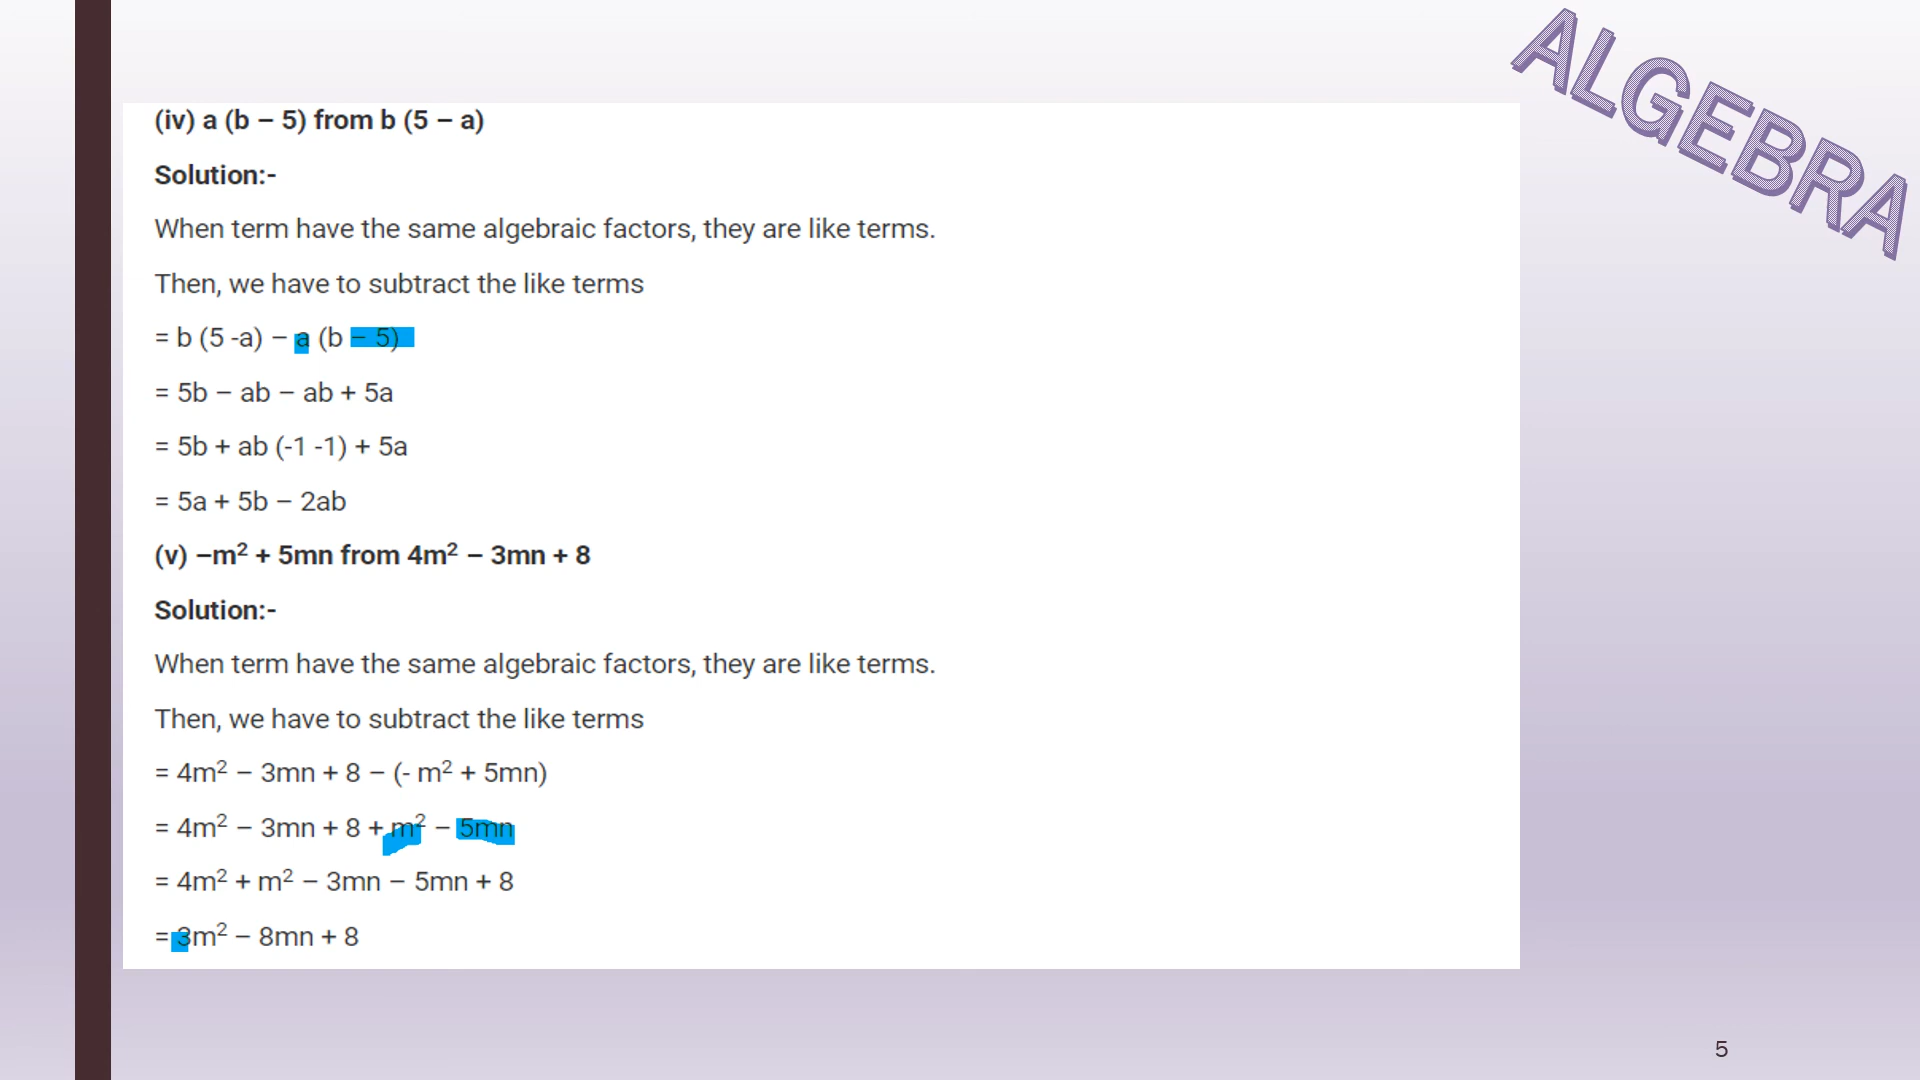 ALGEBRA
(iv) a (b – 5) from b (5 – a)
Solution:-
When term have the same algebraic factors, they are like terms.
Then, we have to subtract the like terms
= b (5 -a) – a (b – 5)
= 5b – ab – ab + 5a
= 5b + ab (-1 -1) + 5a
= 5a + 5b – 2ab
(v) –m² + 5mn from 4m² – 3mn + 8
Solution:-
When term have the same algebraic factors, they are like terms.
Then, we have to subtract the like terms
= 4m² – 3mn + 8 – (- m² + 5mn)
= 4m² – 3mn + 8 + m² – 5mn
= 4m² + m² – 3mn – 5mn + 8
= 3m² – 8mn + 8
5